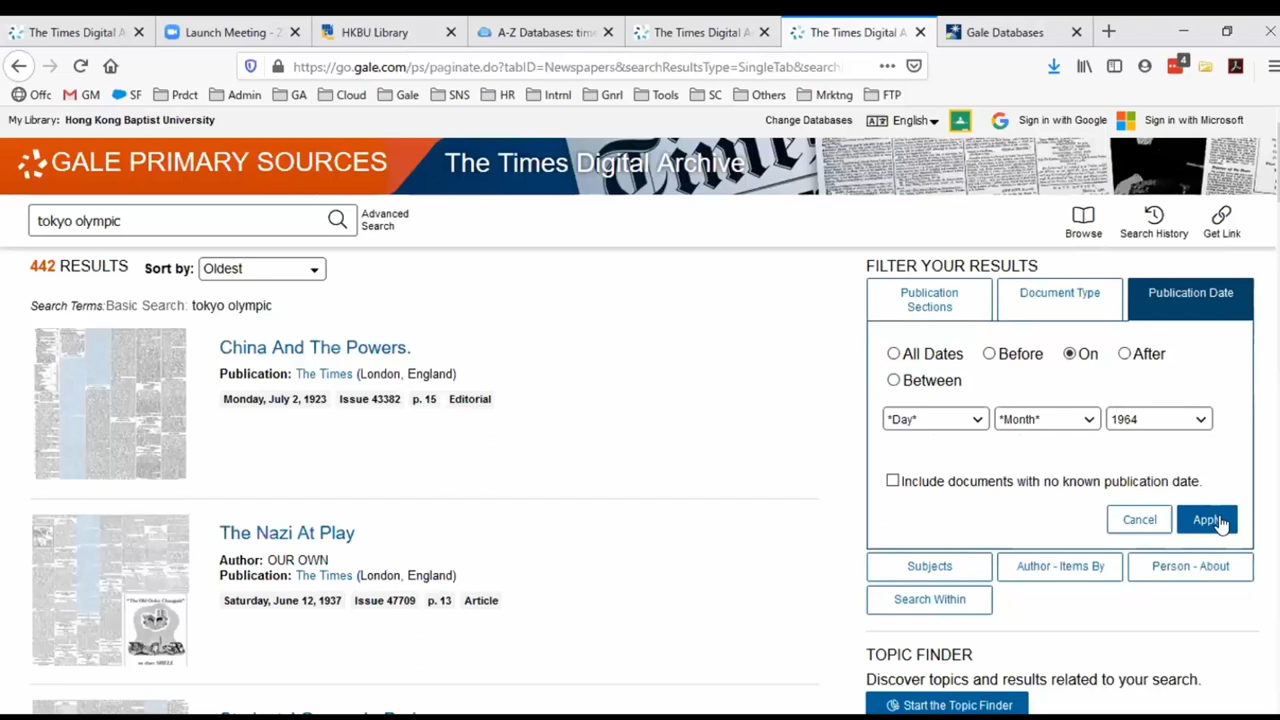 The Times Digital A
Launch Meeting - Z
HKBU Library
A-Z Databases: time
The Times Digital A
The Times Digital A
Gale Databases
https://go.gale.com/ps/paginate.do?tabID=Newspapers&searchResultsType=SingleTab&search
4
Offc
GM
SF
Prdct
Admin
GA
Cloud
Gale
SNS
HR
Intrnl
Gnrl
Tools
SC
Others
Mrktng
FTP
My Library: Hong Kong Baptist University
Change Databases
English
Sign in with Google
Sign in with Microsoft
GALE PRIMARY SOURCES
The Times Digital Archive
tokyo olympic
Advanced
Search
Browse
Search History
Get Link
442 RESULTS
Sort by:
Oldest
Search Terms:Basic Search: tokyo olympic
China And The Powers.
Publication: The Times (London, England)
Monday, July 2, 1923 Issue 43382 p. 15 Editorial
The Nazi At Play
Author: OUR OWN
Publication: The Times (London, England)
Saturday, June 12, 1937 Issue 47709 p. 13 Article
FILTER YOUR RESULTS
Publication
Sections
Document Type
Publication Date
All Dates
Before
On
After
Between
*Day*
*Month*
1964
Include documents with no known publication date.
Cancel
Apply
Subjects
Author - Items By
Person - About
Search Within
TOPIC FINDER
Discover topics and results related to your search.
Start the Topic Finder